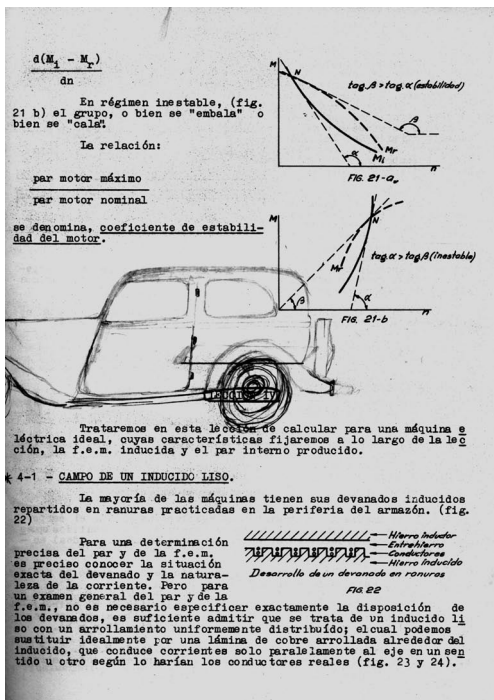 d(Mi - Mr)
dn
En régimen inestable, (fig.
21 b) el grupo, o bien se "embala" o
bien se "cala".
La relación:
par motor máximo
par motor nominal
se denomina, coeficiente de estabili-
dad del motor.
M
N
tag.β>tag.α(estabilidad)
β
α
Mr
Mi
n
FIG. 21-a
M
N
Mr
tag.α>tag.β(inestable)
β
α
n
FIG. 21-b
LECCION IV
Trataremos en esta lección de calcular para una máquina e
léctrica ideal, cuyas características fijaremos a lo largo de la lec
ción, la f.e.m. inducida y el par interno producido.
4-1 - CAMPO DE UN INDUCIDO LISO.
La mayoría de las máquinas tienen sus devanados inducidos
repartidos en ranuras practicadas en la periferia del armazón. (fig.
22)
Para una determinación
precisa del par y de la f.e.m.
es preciso conocer la situación
exacta del devanado y la natura-
leza de la corriente. Pero para
un examen general del par y de la
Hierro inductor
Entrehierro
Conductores
Hierro inducido
Desarrollo de un devanado en ranuras
FIG. 22
f.e.m., no es necesario especificar exactamente la disposición de
los devanados, es suficiente admitir que se trata de un inducido li
so con un arrollamiento uniformemente distribuído; el cual podemos
sustituir idealmente por una lámina de cobre arrollada alrededor del
inducido, que conduce corrientes solo paralelamente al eje en un sen
tido u otro según lo harían los conductores reales (fig. 23 y 24).